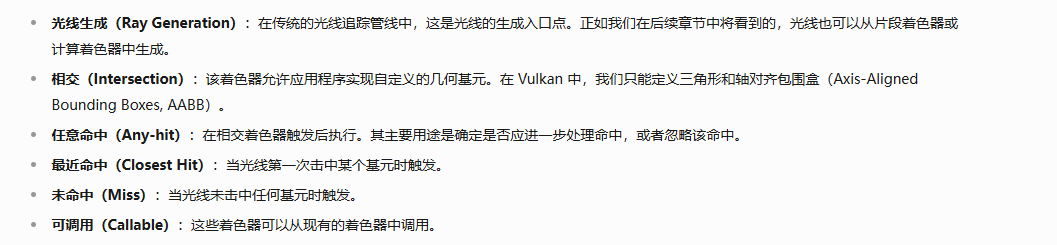 光线生成（Ray Generation）：在传统的光线追踪管线中，这是光线的生成入口点。正如我们在后续章节中将看到的，光线也可以从片段着色器或
计算着色器中生成。
相交（Intersection）：该着色器允许应用程序实现自定义的几何基元。在 Vulkan 中，我们只能定义三角形和轴对齐包围盒（Axis-Aligned
Bounding Boxes, AABB）。
任意命中（Any-hit）：在相交着色器触发后执行。其主要用途是确定是否应进一步处理命中，或者忽略该命中。
最近命中（Closest Hit）：当光线第一次击中某个基元时触发。
未命中（Miss）：当光线未击中任何基元时触发。
可调用（Callable）：这些着色器可以从现有的着色器中调用。